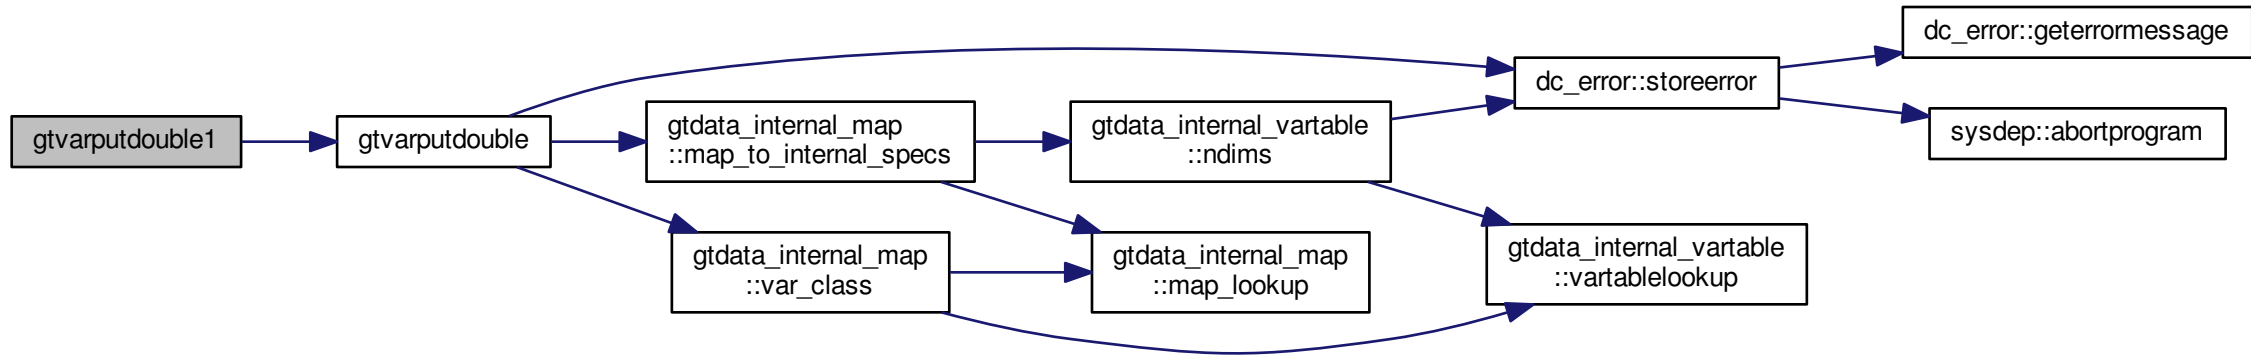 gtvarputdouble1
gtvarputdouble
gtdata_internal_map
::map_to_internal_specs
gtdata_internal_map
::var_class
gtdata_internal_vartable
::ndims
gtdata_internal_map
::map_lookup
dc_error::storeerror
gtdata_internal_vartable
::vartablelookup
dc_error::geterrormessage
sysdep::abortprogram